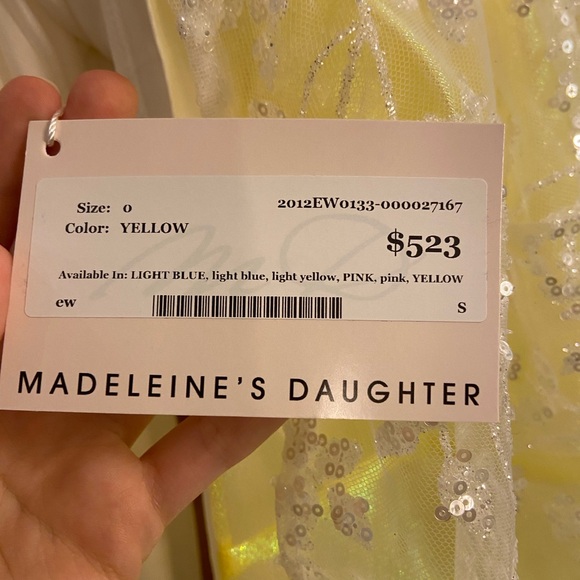 Size: 0 2012EW0133-000027167
Color: YELLOW $523
Available In: LIGHT BLUE, light blue, light yellow, PINK, pink, YELLOW
ew S
MADELEINE'S DAUGHTER